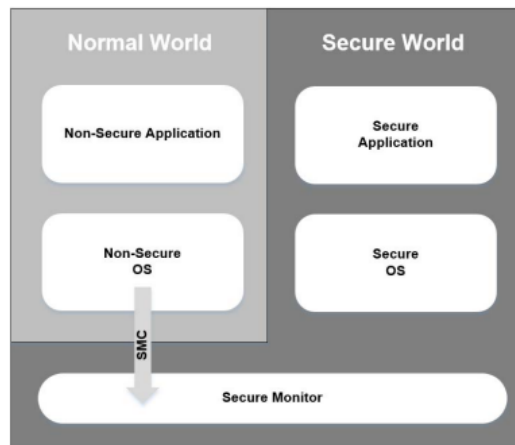 Normal World
Secure World
Non-Secure Application
Secure
Application
Non-Secure
OS
Secure
OS
SMC
Secure Monitor